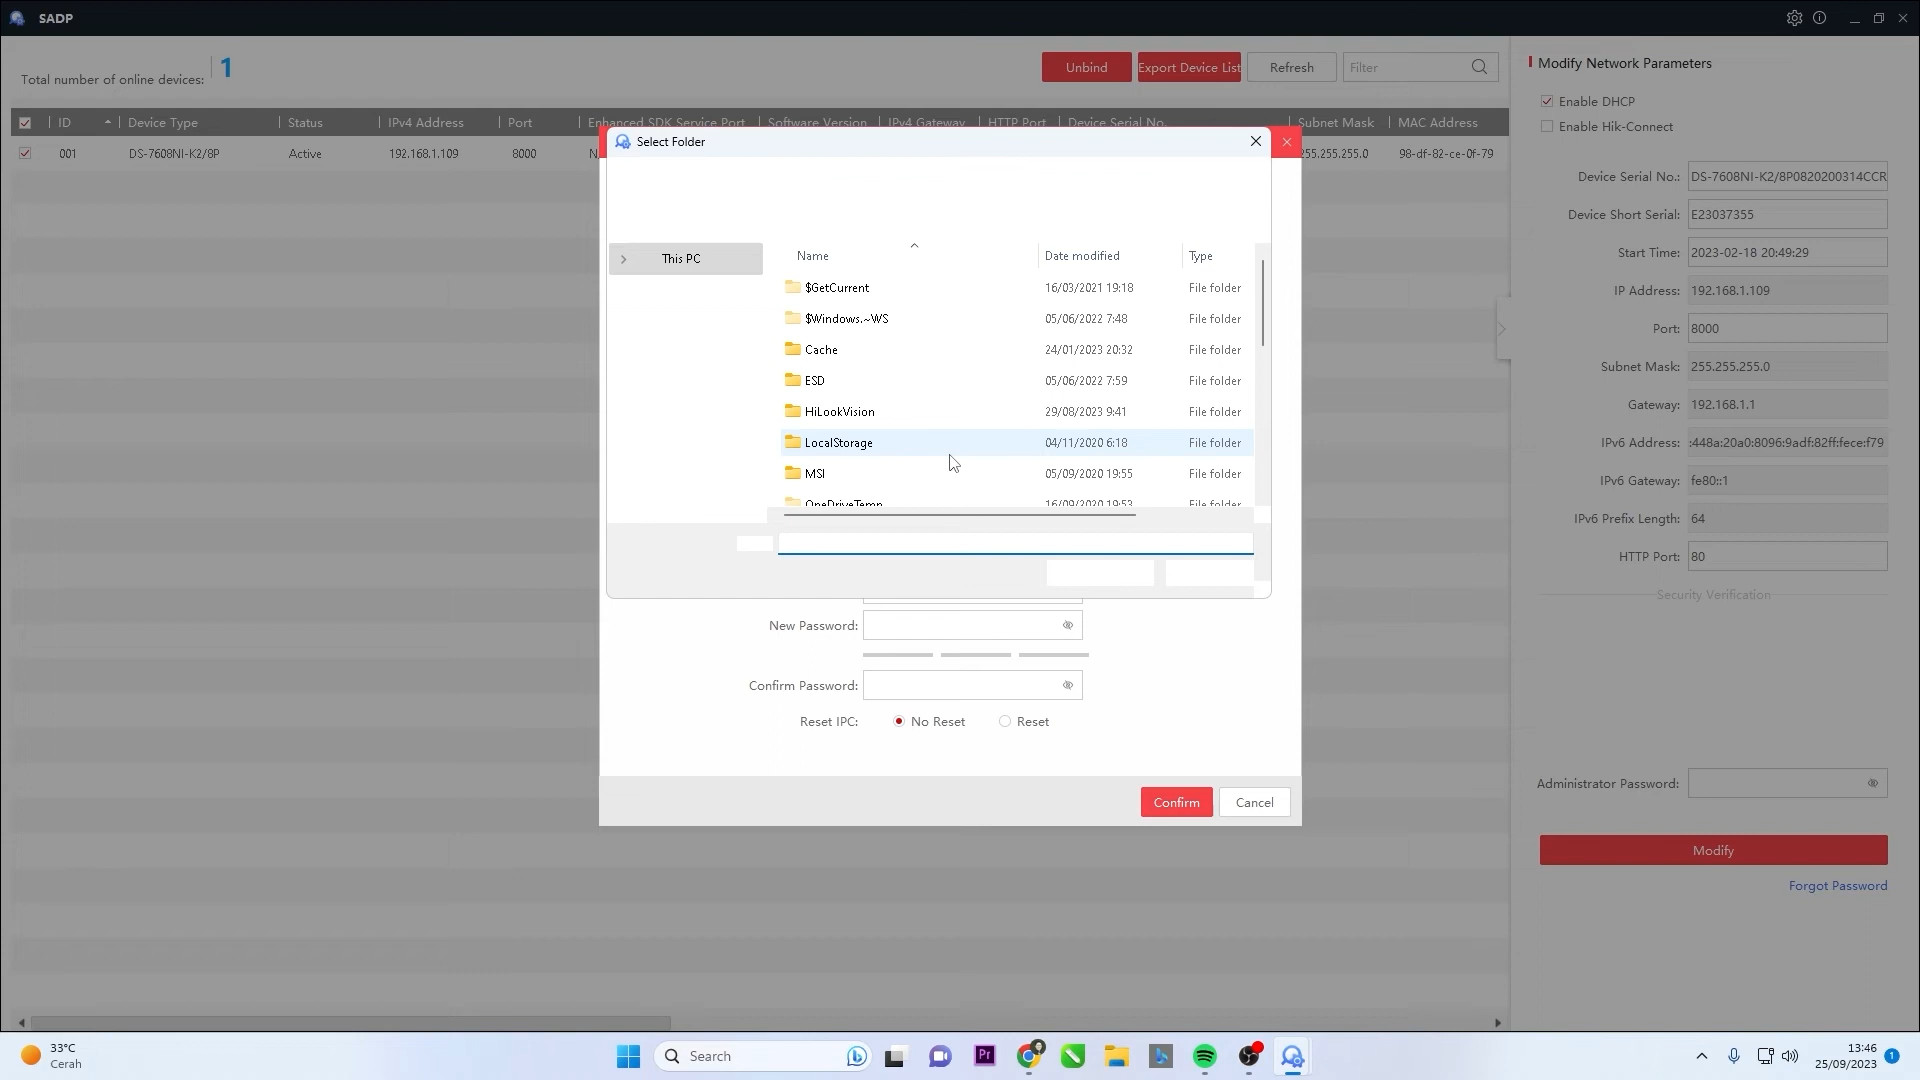 SADP
Total number of online devices: 1
Unbind
Export Device List
Refresh
Filter
ID
Device Type
Status
IPv4 Address
Port
Enhanced SDK Service Port
Software Version
IPv4 Gateway
HTTP Port
Device Serial No.
Subnet Mask
MAC Address
001
DS-7608NI-K2/8P
Active
192.168.1.109
8000
N
255.255.255.0
98-df-82-ce-0f-79
Select Folder
This PC
Name
Date modified
Type
$GetCurrent
16/03/2021 19:18
File folder
$Windows.~WS
05/06/2022 7:48
File folder
Cache
24/01/2023 20:32
File folder
ESD
05/06/2022 7:59
File folder
HiLookVision
29/08/2023 9:41
File folder
LocalStorage
04/11/2020 6:18
File folder
MSI
05/09/2020 19:55
File folder
OneDriveTemp
16/09/2020 19:53
File folder
New Password:
Confirm Password:
Reset IPC:
No Reset
Reset
Confirm
Cancel
Modify Network Parameters
Enable DHCP
Enable Hik-Connect
Device Serial No.: DS-7608NI-K2/8P0820200314CCR
Device Short Serial: E23037355
Start Time: 2023-02-18 20:49:29
IP Address: 192.168.1.109
Port: 8000
Subnet Mask: 255.255.255.0
Gateway: 192.168.1.1
IPv6 Address: :448a:20a0:8096:9adf:82ff:fece:f79
IPv6 Gateway: fe80::1
IPv6 Prefix Length: 64
HTTP Port: 80
Security Verification
Administrator Password:
Modify
Forgot Password
33°C
Cerah
Search
Pr
13:46
25/09/2023
1